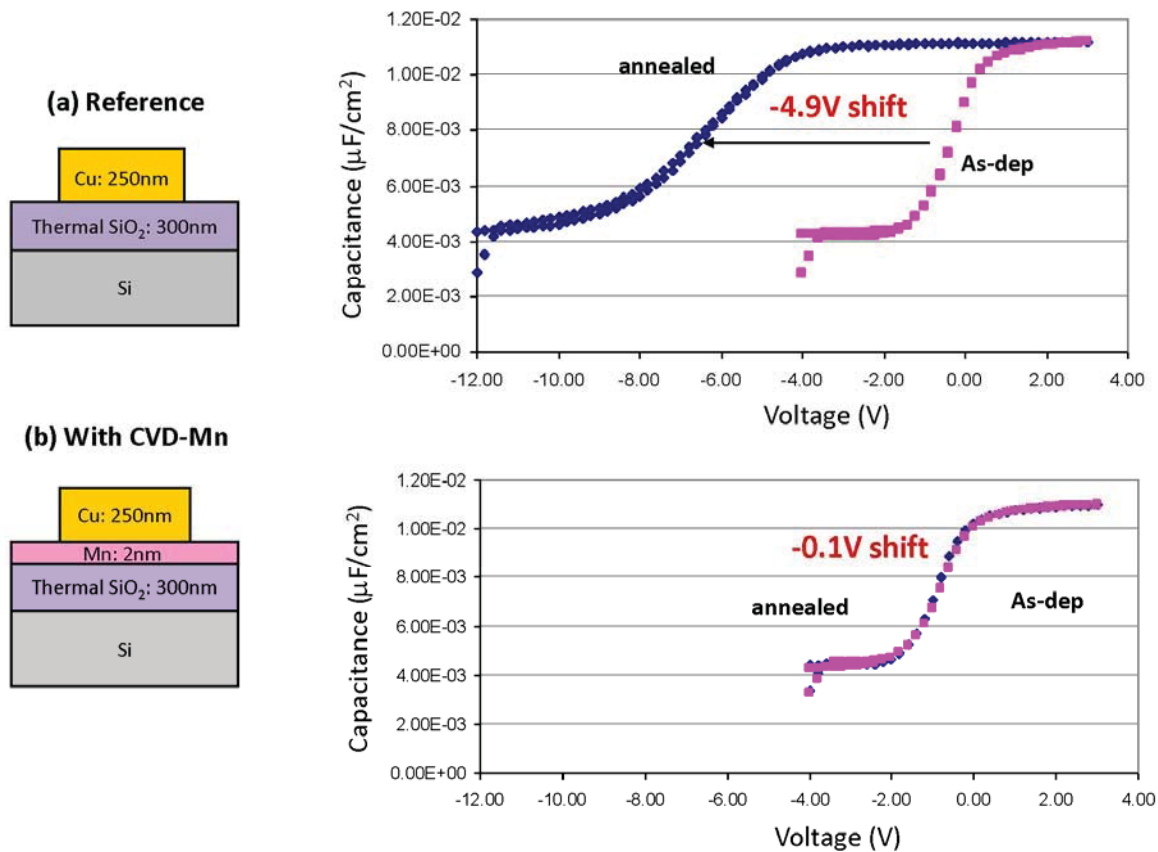 (a) Reference
Cu: 250nm
Thermal SiO₂: 300nm
Si
1.20E-02
1.00E-02
8.00E-03
6.00E-03
4.00E-03
2.00E-03
0.00E+00
Capacitance (μF/cm²)
annealed
-4.9V shift
As-dep
-12.00 -10.00 -8.00 -6.00 -4.00 -2.00 0.00 2.00 4.00
Voltage (V)
(b) With CVD-Mn
Cu: 250nm
Mn: 2nm
Thermal SiO₂: 300nm
Si
1.20E-02
1.00E-02
8.00E-03
6.00E-03
4.00E-03
2.00E-03
0.00E+00
Capacitance (μF/cm²)
-0.1V shift
annealed
As-dep
-12.00 -10.00 -8.00 -6.00 -4.00 -2.00 0.00 2.00 4.00
Voltage (V)